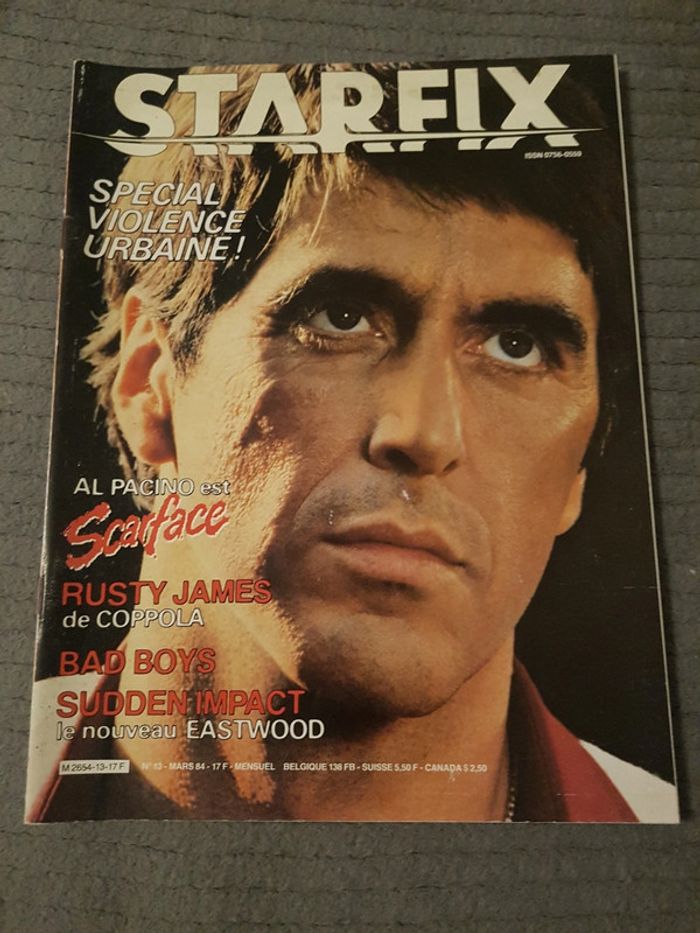 STARFIX
ISSN 0756-0559
SPECIAL
VIOLENCE
URBAINE!
AL PACINO est
Scarface
RUSTY JAMES
de COPPOLA
BAD BOYS
SUDDEN IMPACT
le nouveau EASTWOOD
M 2654-13-17 F N° 13 - MARS 84 - 17 F - MENSUEL BELGIQUE 138 FB - SUISSE 5,50 F - CANADA $ 2,50